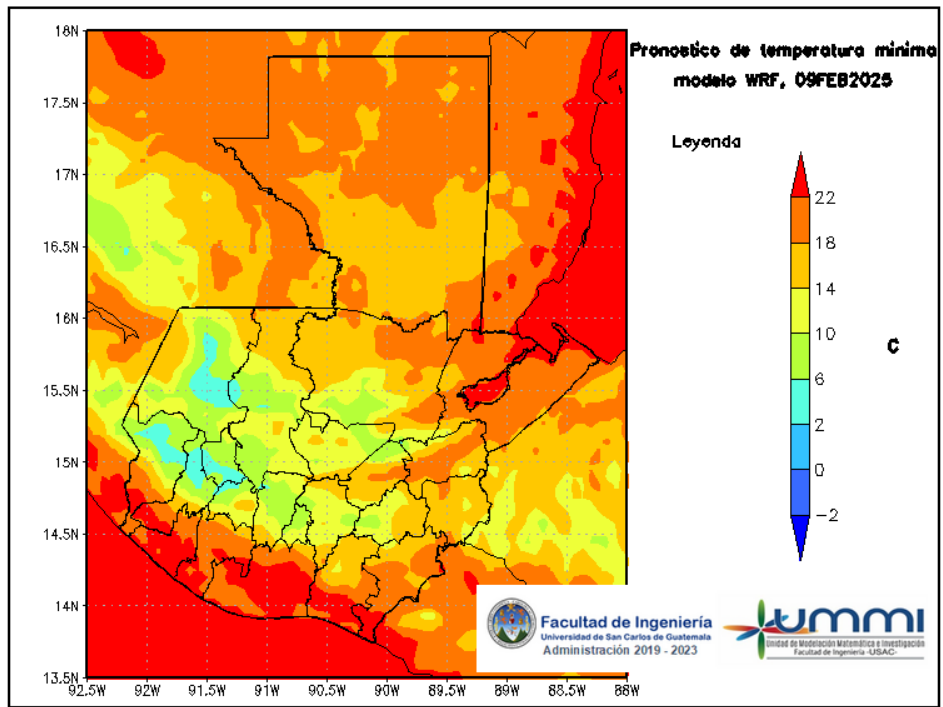 18N
17.5N
17N
16.5N
16N
15.5N
15N
14.5N
14N
13.5N
92.5W
92W
91.5W
91W
90.5W
90W
89.5W
89W
88.5W
88W
Pronostico de temperatura minima
modelo WRF, 09FEB2025
Leyenda
22
18
14
10
6
2
0
−2
C
Facultad de Ingeniería
Universidad de San Carlos de Guatemala
Administración 2019 - 2023
UMMI
Unidad de Modelación Matemática e Investigación
Facultad de Ingeniería -USAC-